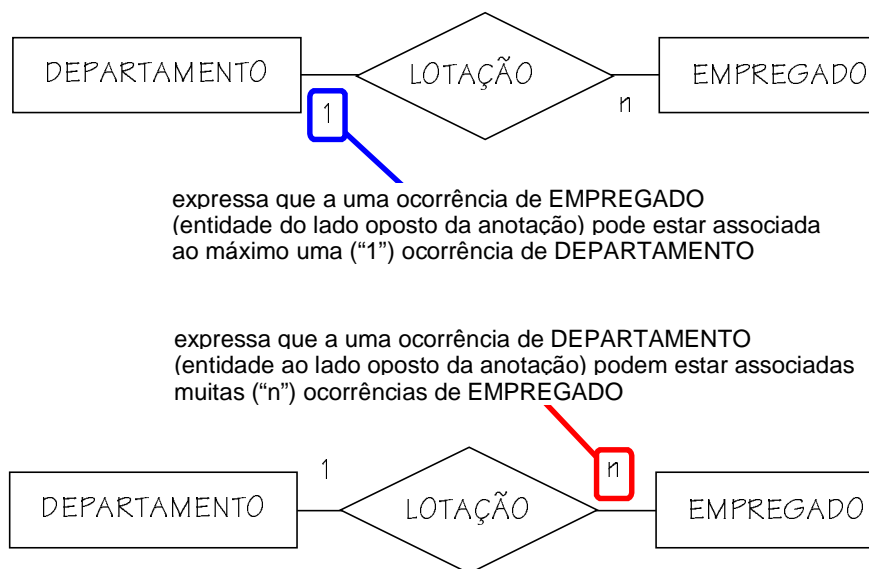 DEPARTAMENTO LOTAÇÃO EMPREGADO
1 n
expressa que a uma ocorrência de EMPREGADO
(entidade do lado oposto da anotação) pode estar associada
ao máximo uma (“1”) ocorrência de DEPARTAMENTO
expressa que a uma ocorrência de DEPARTAMENTO
(entidade ao lado oposto da anotação) podem estar associadas
muitas (“n”) ocorrências de EMPREGADO
1 n
DEPARTAMENTO LOTAÇÃO EMPREGADO